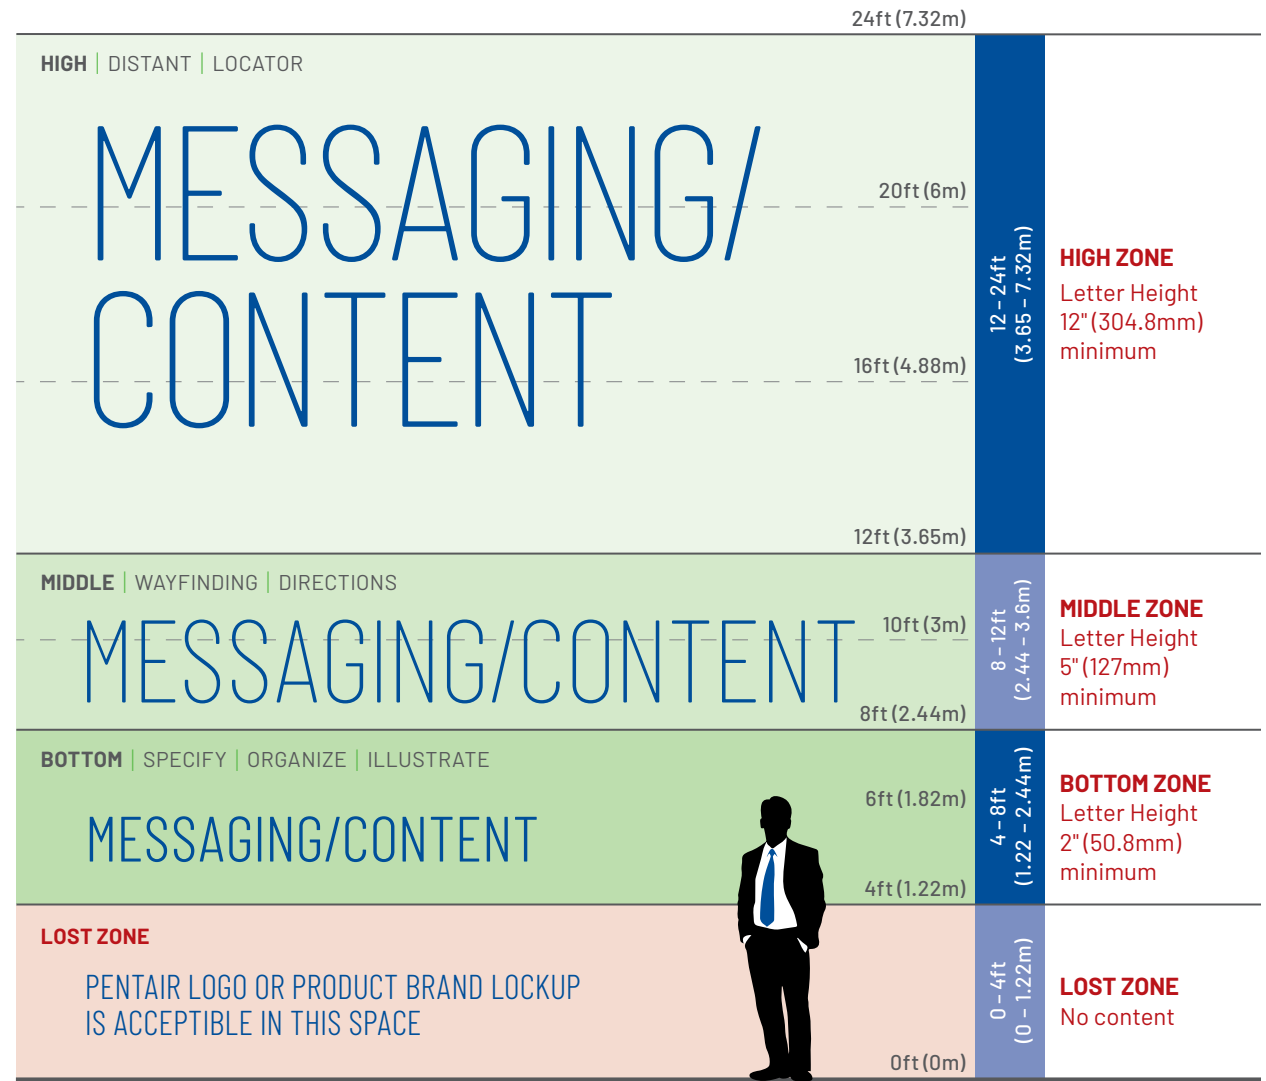 24ft (7.32m)
HIGH | DISTANT | LOCATOR
MESSAGING/
CONTENT
20ft (6m)
16ft (4.88m)
12ft (3.65m)
12 – 24ft
(3.65 – 7.32m)
HIGH ZONE
Letter Height
12" (304.8mm)
minimum
MIDDLE | WAYFINDING | DIRECTIONS
MESSAGING/CONTENT
10ft (3m)
8ft (2.44m)
8 – 12ft
(2.44 – 3.6m)
MIDDLE ZONE
Letter Height
5" (127mm)
minimum
BOTTOM | SPECIFY | ORGANIZE | ILLUSTRATE
MESSAGING/CONTENT
6ft (1.82m)
4ft (1.22m)
4 – 8ft
(1.22 – 2.44m)
BOTTOM ZONE
Letter Height
2" (50.8mm)
minimum
LOST ZONE
PENTAIR LOGO OR PRODUCT BRAND LOCKUP
IS ACCEPTIBLE IN THIS SPACE
0ft (0m)
0 – 4ft
(0 – 1.22m)
LOST ZONE
No content